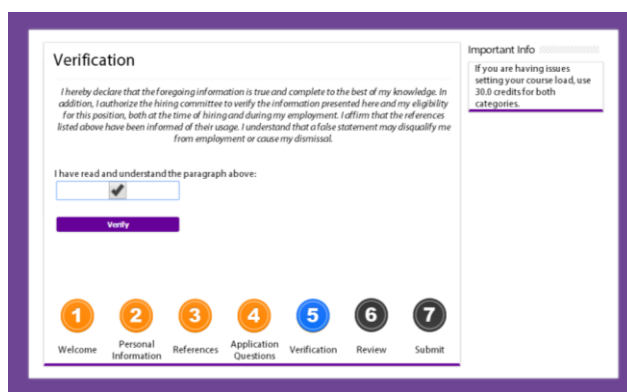 Verification
I hereby declare that the foregoing information is true and complete to the best of my knowledge. In
addition, I authorize the hiring committee to verify the information presented here and my eligibility
for this position, both at the time of hiring and during my employment. I affirm that the references
listed above have been informed of their usage. I understand that a false statement may disqualify me
from employment or cause my dismissal.
I have read and understand the paragraph above:
Verify
1 2 3 4 5 6 7
Welcome Personal Information References Application Questions Verification Review Submit
Important Info
If you are having issues
setting your course load, use
30.0 credits for both
categories.